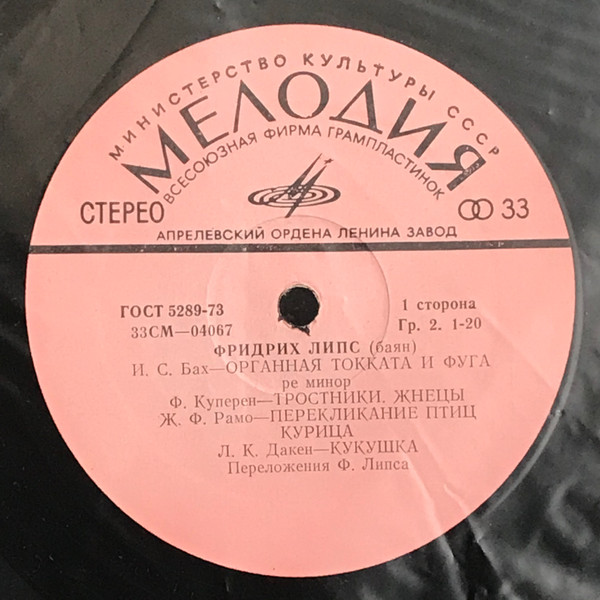 МИНИСТЕРСТВО КУЛЬТУРЫ СССР
МЕЛОДИЯ
ВСЕСОЮЗНАЯ ФИРМА ГРАМПЛАСТИНОК
СТЕРЕО
33
АПРЕЛЕВСКИЙ ОРДЕНА ЛЕНИНА ЗАВОД
ГОСТ 5289-73
1 сторона
33СМ—04067
Гр. 2. 1-20
ФРИДРИХ ЛИПС (баян)
И. С. Бах—ОРГАННАЯ ТОККАТА И ФУГА
ре минор
Ф. Куперен—ТРОСТНИКИ. ЖНЕЦЫ
Ж. Ф. Рамо—ПЕРЕКЛИКАНИЕ ПТИЦ
КУРИЦА
Л. К. Дакен—КУКУШКА
Переложения Ф. Липса